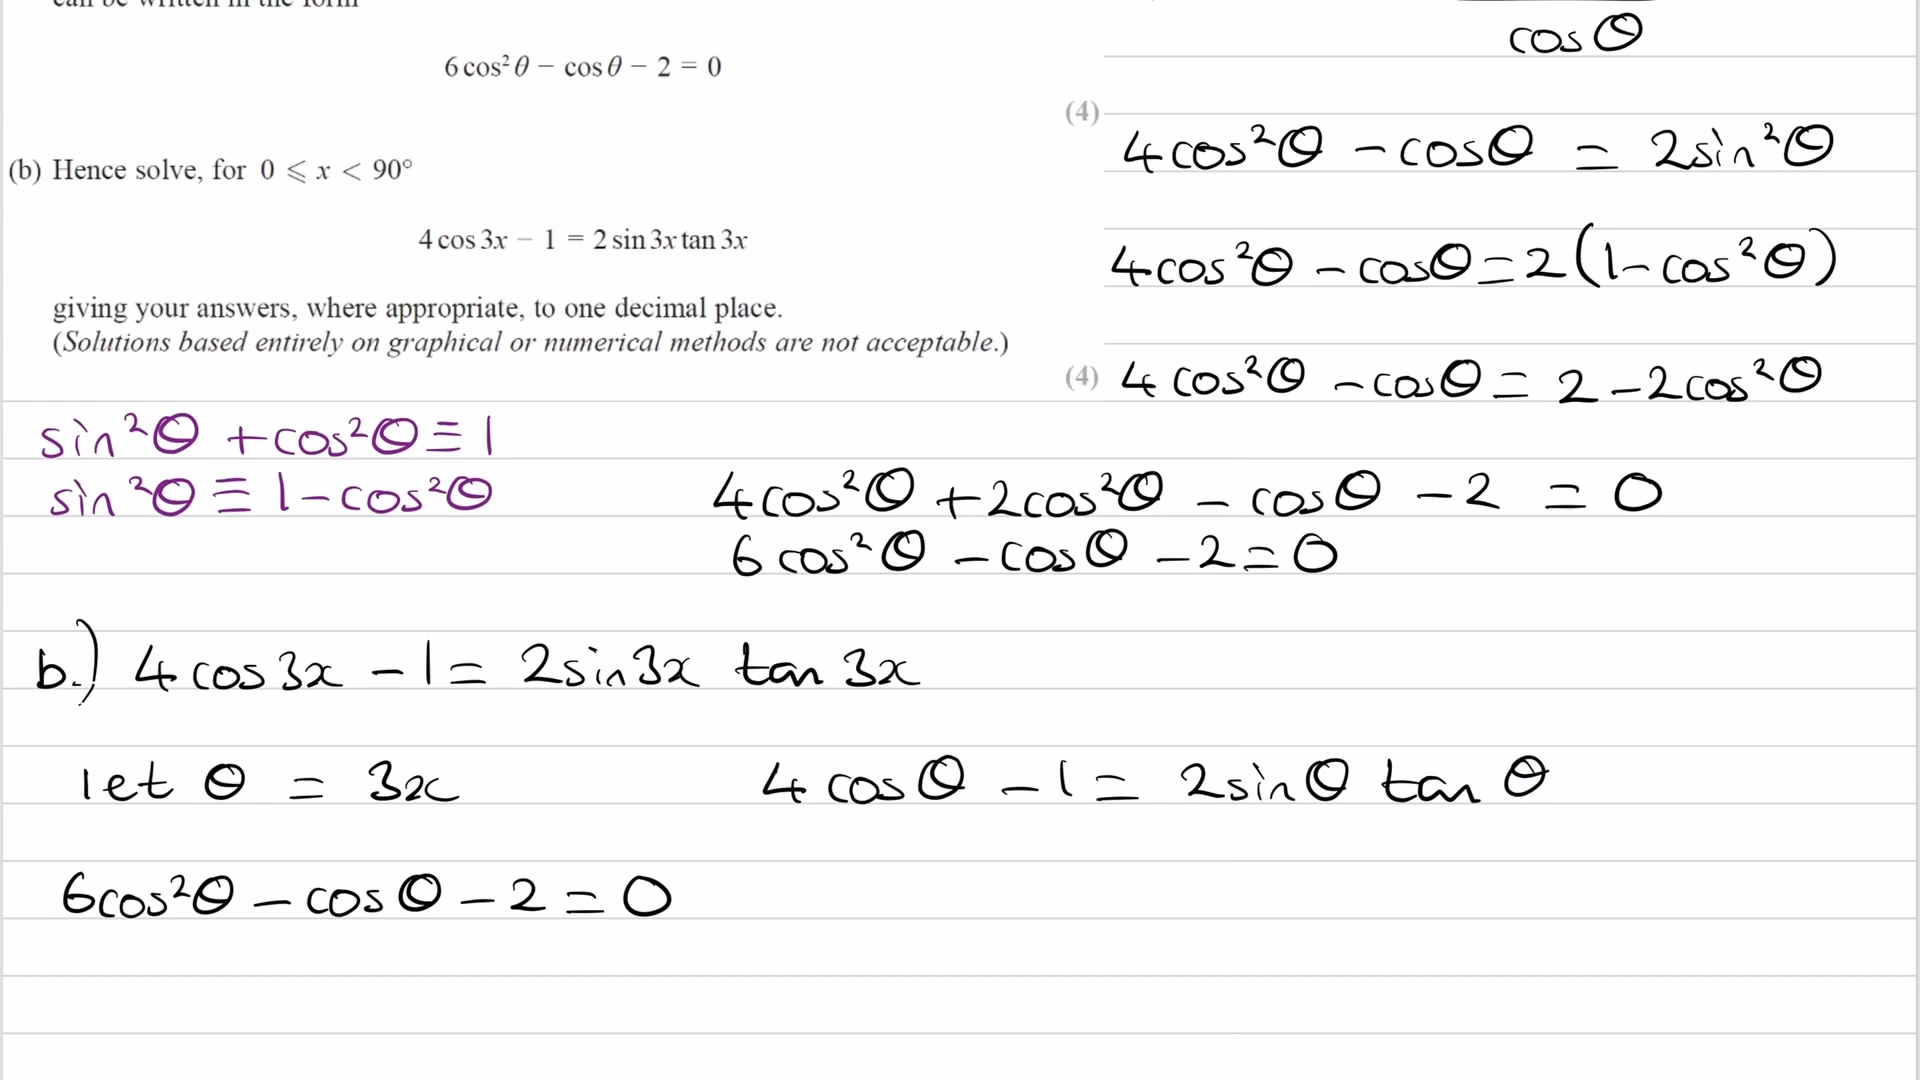 can be written in the form
6 cos² θ − cos θ − 2 = 0
(4)
(b) Hence solve, for 0 ⩽ x < 90°
4 cos 3x − 1 = 2 sin 3x tan 3x
giving your answers, where appropriate, to one decimal place.
(Solutions based entirely on graphical or numerical methods are not acceptable.)
(4)
cos θ
4cos²θ − cosθ = 2sin²θ
4cos²θ − cosθ = 2(1 − cos²θ)
4cos²θ − cosθ = 2 − 2cos²θ
sin²θ + cos²θ ≡ 1
sin²θ ≡ 1 − cos²θ
4cos²θ + 2cos²θ − cosθ − 2 = 0
6cos²θ − cosθ − 2 = 0
b.) 4cos3x − 1 = 2sin3x tan 3x
let θ = 3x
4cosθ − 1 = 2sinθ tan θ
6cos²θ − cosθ − 2 = 0